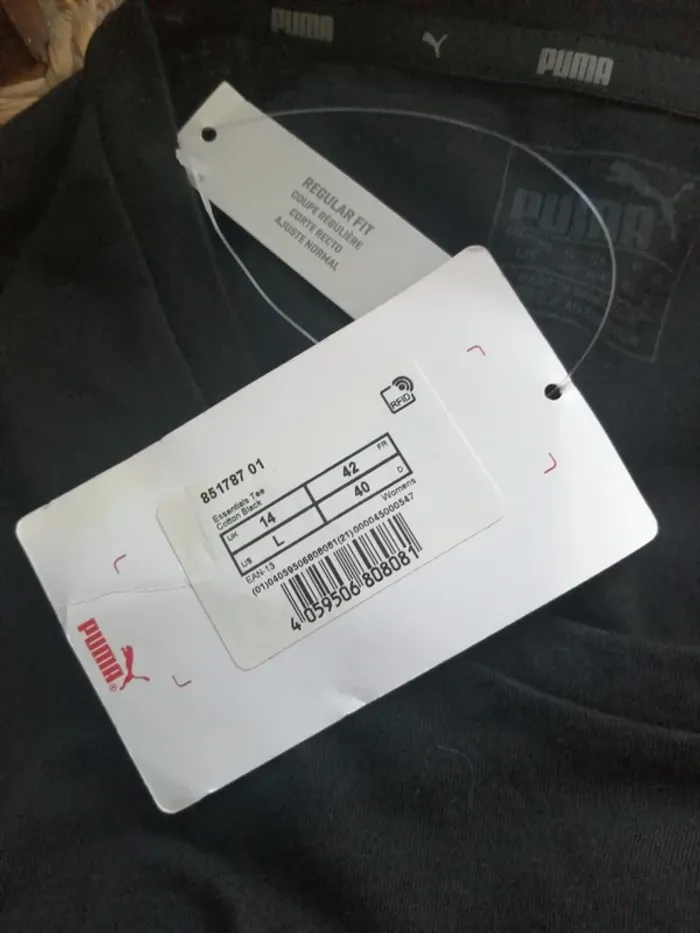 PUMA
PUMA
REGULAR FIT
COUPE RÉGULIÈRE
CORTE RECTO
AJUSTE NORMAL
PUMA
RFID
851787 01
Essentials Tee
Cotton Black
UK 14 42 FR
US L 40 D
Womens
EAN-13
(01)04059506808081(21)000045000547
4 059506 808081
PUMA®